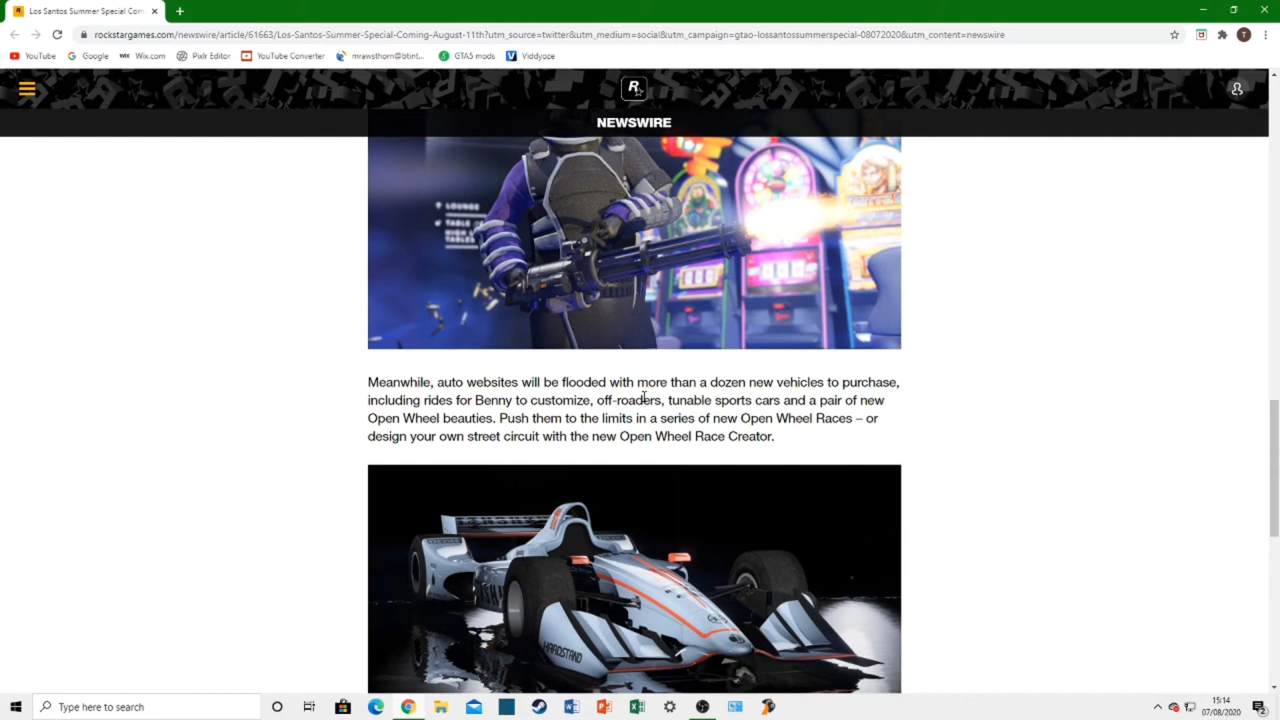 Los Santos Summer Special Com
rockstargames.com/newswire/article/61663/Los-Santos-Summer-Special-Coming-August-11th?utm_source=twitter&utm_medium=social&utm_campaign=gtao-lossantossummerspecial-08072020&utm_content=newswire
T
YouTube Google Wix.com Pixlr Editor YouTube Converter mrawsthorn@btint... GTA5 mods Viddyoze
NEWSWIRE
LOUNGE
TABLE
HIGH L
TABLES
Meanwhile, auto websites will be flooded with more than a dozen new vehicles to purchase,
including rides for Benny to customize, off-roaders, tunable sports cars and a pair of new
Open Wheel beauties. Push them to the limits in a series of new Open Wheel Races – or
design your own street circuit with the new Open Wheel Race Creator.
HARDSTAND
Type here to search
15:14
07/08/2020
2